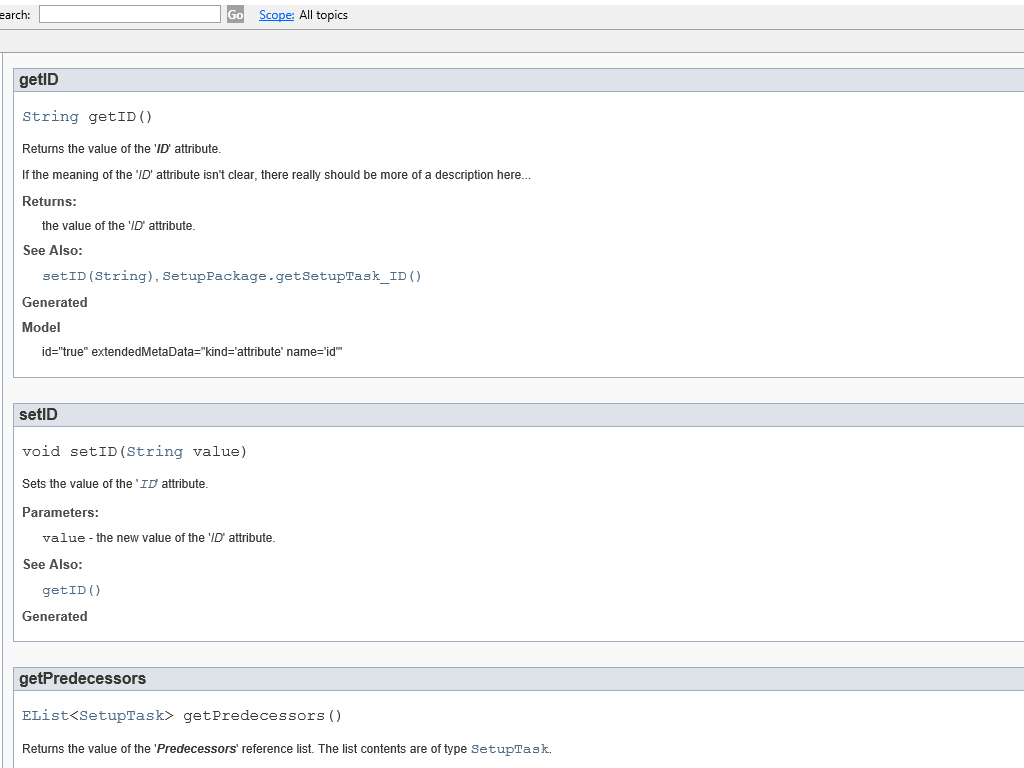 earch: Go Scope: All topics
getID
String getID()
Returns the value of the 'ID' attribute.
If the meaning of the 'ID' attribute isn't clear, there really should be more of a description here...
Returns:
the value of the 'ID' attribute.
See Also:
setID(String), SetupPackage.getSetupTask_ID()
Generated
Model
id="true" extendedMetaData="kind='attribute' name='id'"
setID
void setID(String value)
Sets the value of the 'ID' attribute.
Parameters:
value - the new value of the 'ID' attribute.
See Also:
getID()
Generated
getPredecessors
EList<SetupTask> getPredecessors()
Returns the value of the 'Predecessors' reference list. The list contents are of type SetupTask.